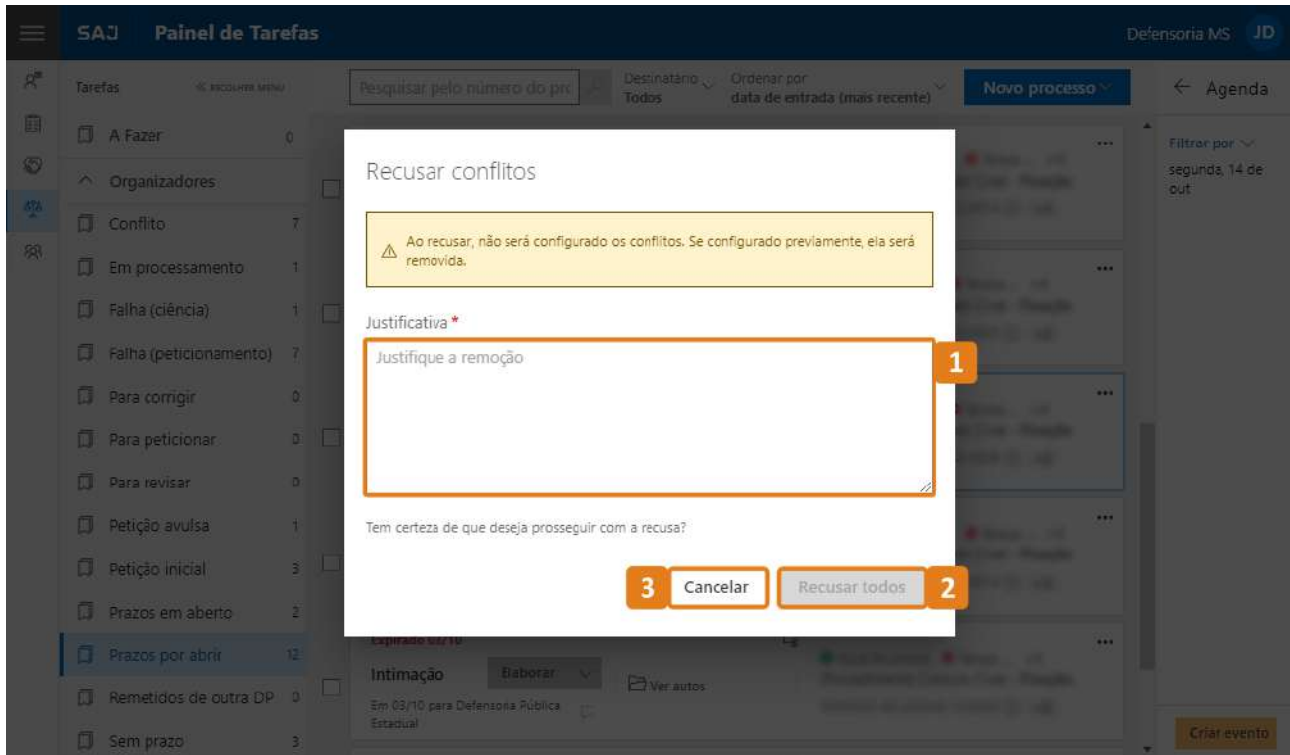 SAJ Painel de Tarefas
Defensoria MS JD
Tarefas
Pesquisar pelo número do pro
Destinatário
Todos
Ordenar por
data de entrada (mais recente)
Novo processo
← Agenda
A Fazer 0
Organizadores
Conflito 7
Em processamento 1
Falha (ciência) 1
Falha (peticionamento) 7
Para corrigir 0
Para peticionar 0
Para revisar 0
Petição avulsa 1
Petição inicial 3
Prazos em aberto 2
Prazos por abrir 12
Remetidos de outra DP 0
Sem prazo 3
Recusar conflitos
Ao recusar, não será configurado os conflitos. Se configurado previamente, ela será
removida.
Justificativa *
Justifique a remoção
1
Tem certeza de que deseja prosseguir com a recusa?
3 Cancelar Recusar todos 2
Expirado 03/10
Intimação Elaborar
Ver autos
Em 03/10 para Defensoria Pública
Estadual
Filtrar por
segunda, 14 de
out
Criar evento